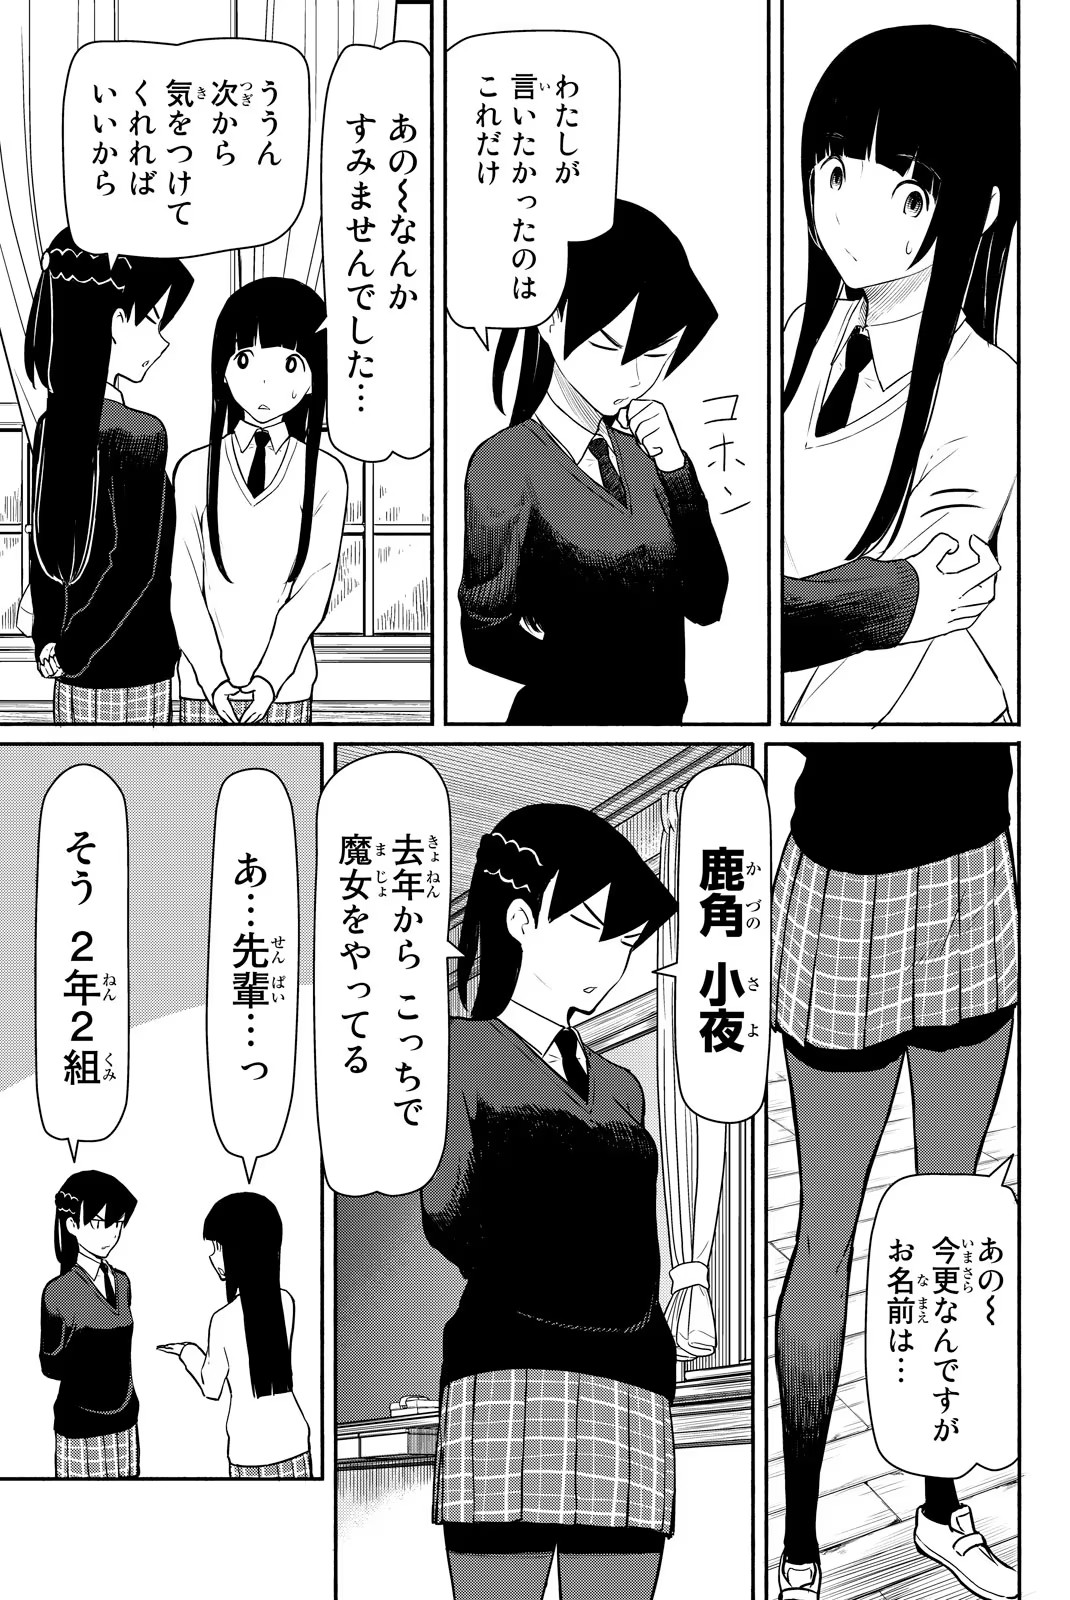 わたしが
言いたかったのは
これだけ
コホン
あの〜なんか
すみませんでした…
ううん
次から
気をつけて
くれれば
いいから
あの〜
今更なんですが
お名前は…
鹿角 小夜
去年から こっちで
魔女をやってる
あ…先輩…っ
そう 2年2組